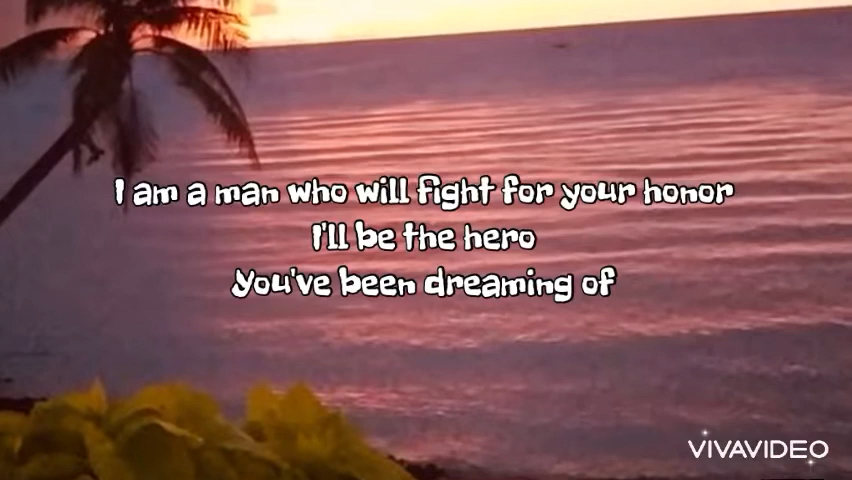 I am a man who will fight for your honor
I'll be the hero
You've been dreaming of
VIVAVIDEO